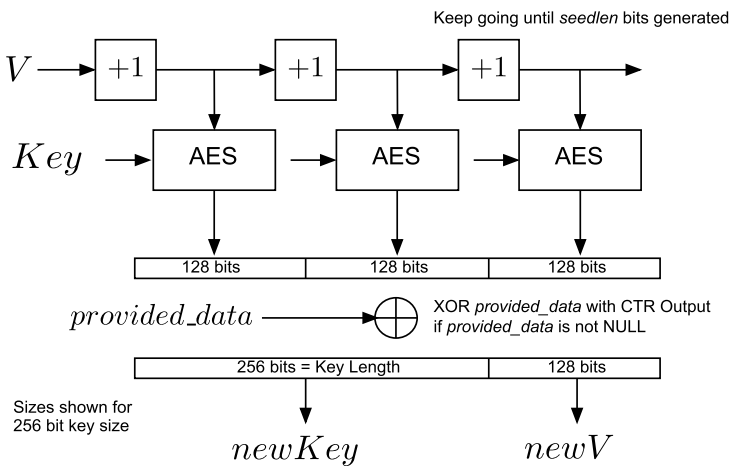 Keep going until seedlen bits generated
V
+1
+1
+1
Key
AES
AES
AES
128 bits
128 bits
128 bits
provided_data
XOR provided_data with CTR Output
if provided_data is not NULL
256 bits = Key Length
128 bits
Sizes shown for
256 bit key size
newKey
newV